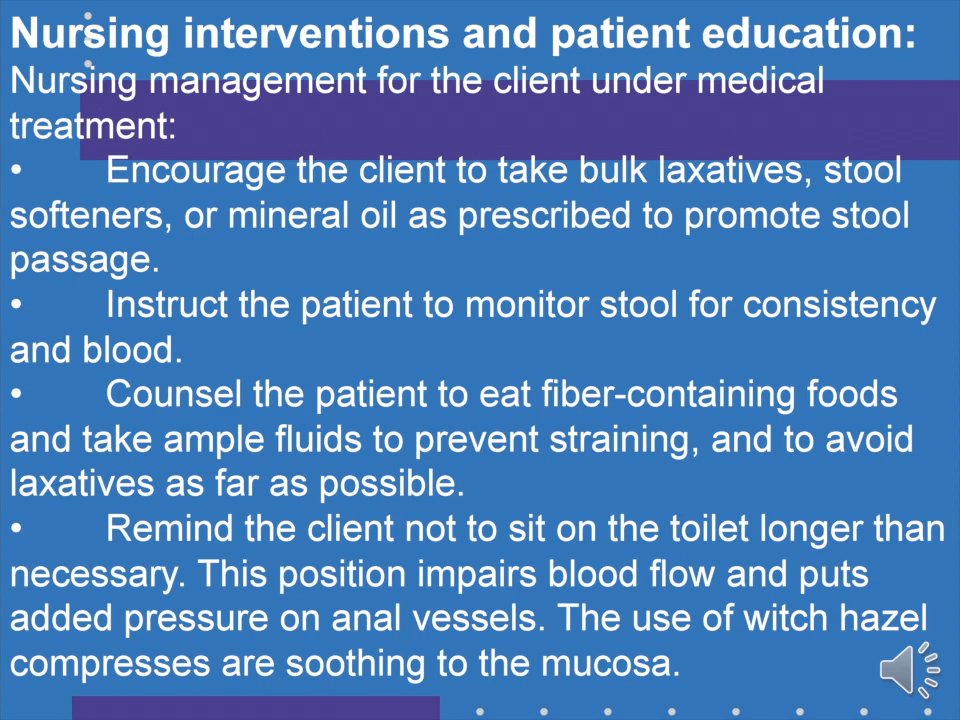 Nursing interventions and patient education:
Nursing management for the client under medical
treatment:
• Encourage the client to take bulk laxatives, stool
softeners, or mineral oil as prescribed to promote stool
passage.
• Instruct the patient to monitor stool for consistency
and blood.
• Counsel the patient to eat fiber-containing foods
and take ample fluids to prevent straining, and to avoid
laxatives as far as possible.
• Remind the client not to sit on the toilet longer than
necessary. This position impairs blood flow and puts
added pressure on anal vessels. The use of witch hazel
compresses are soothing to the mucosa.